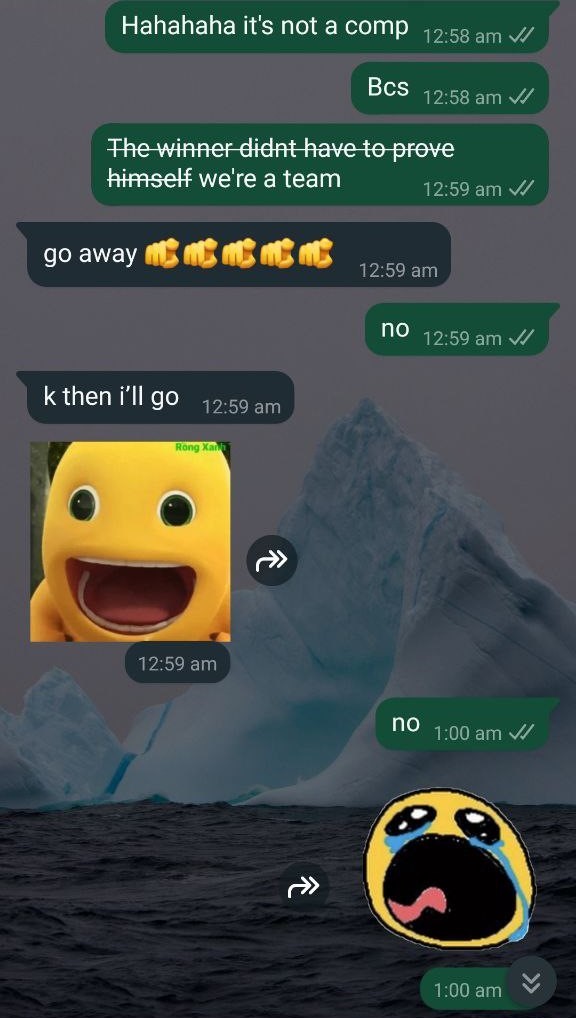 Hahahaha it's not a comp 12:58 am
Bcs 12:58 am
The winner didnt have to prove
himself we're a team 12:59 am
go away 🫵🫵🫵🫵🫵 12:59 am
no 12:59 am
k then i’ll go 12:59 am
Rồng Xanh
12:59 am
no 1:00 am
1:00 am